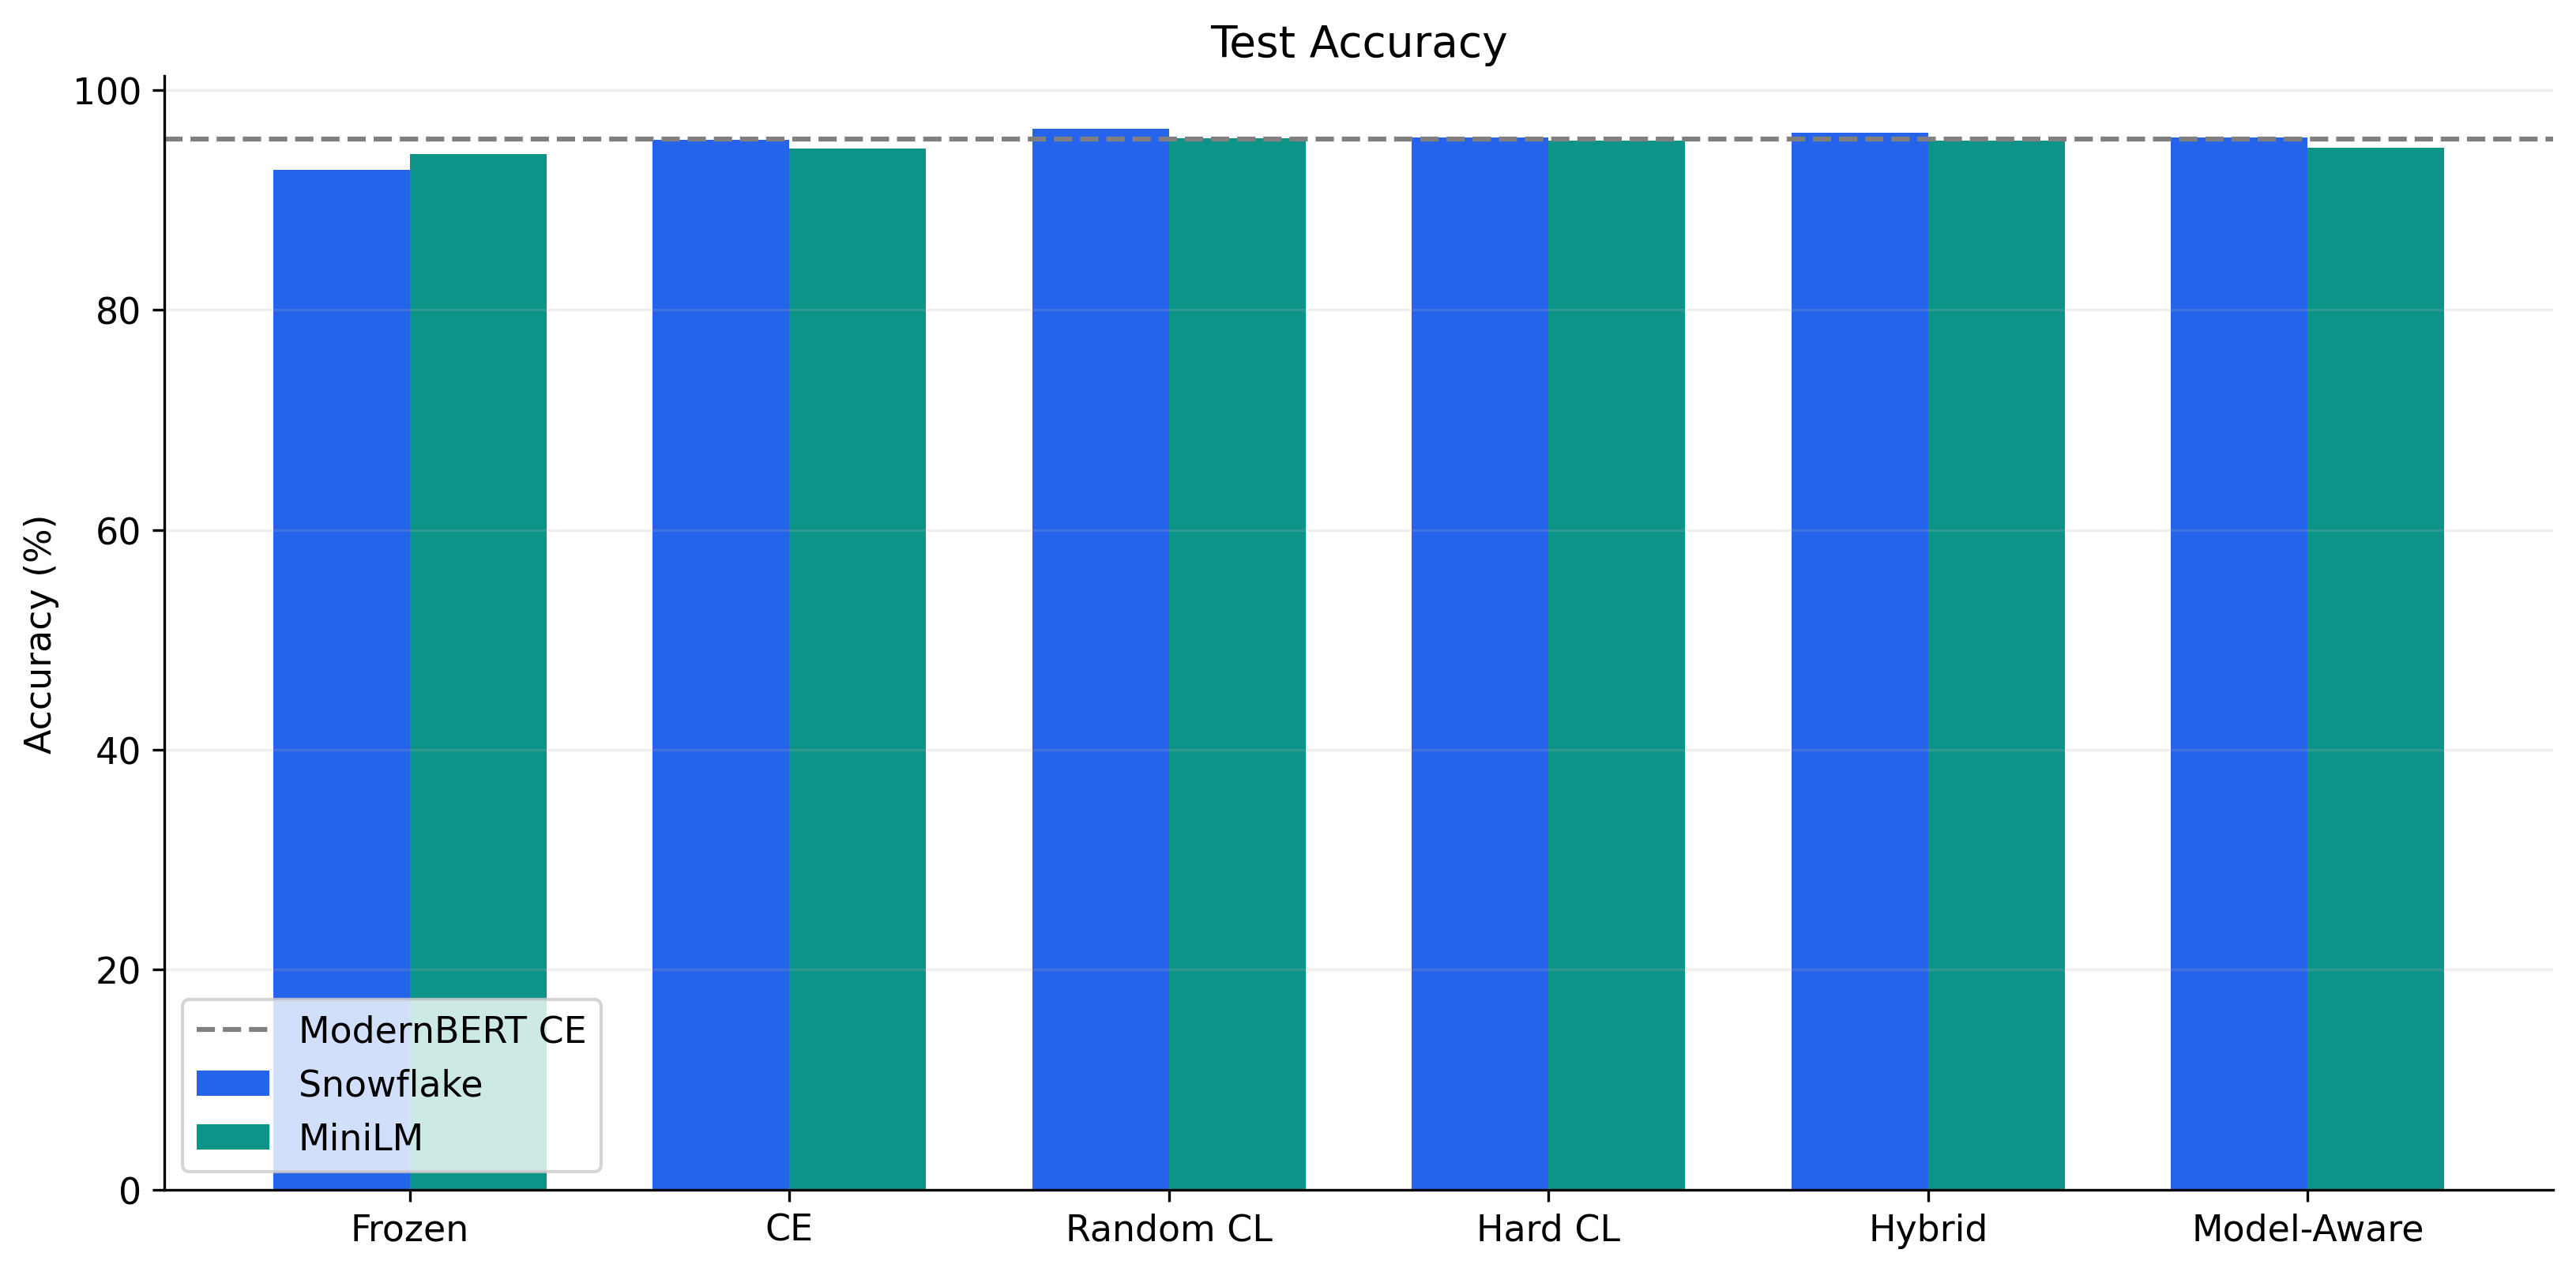 Test Accuracy
Accuracy (%)
100
80
60
40
20
0
ModernBERT CE
Snowflake
MiniLM
Frozen
CE
Random CL
Hard CL
Hybrid
Model-Aware